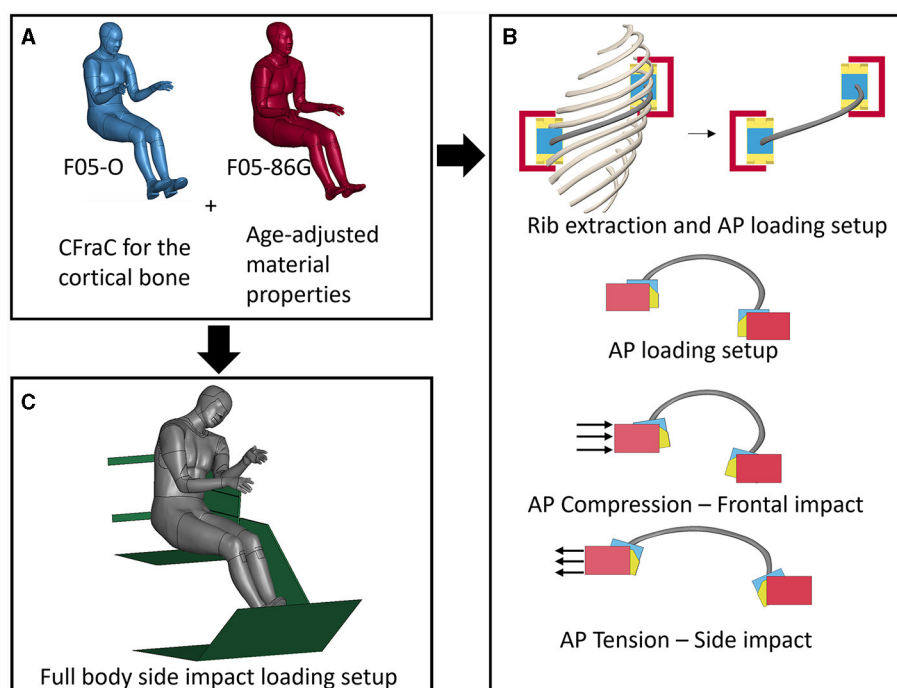 A
F05-O
F05-86G
+
CFraC for the
cortical bone
Age-adjusted
material
properties
B
Rib extraction and AP loading setup
AP loading setup
AP Compression – Frontal impact
AP Tension – Side impact
C
Full body side impact loading setup